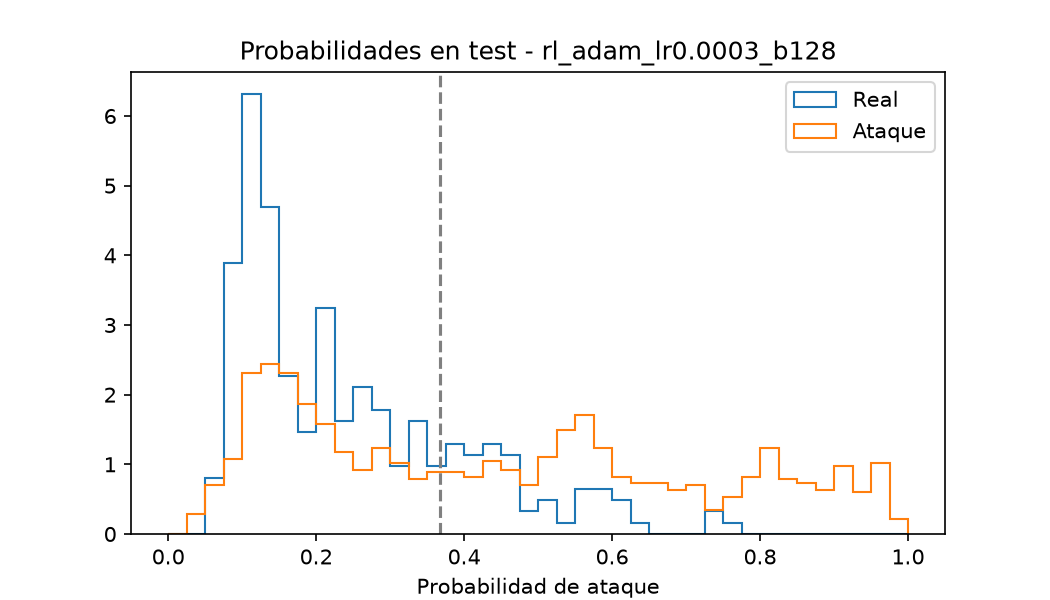 Probabilidades en test - rl_adam_lr0.0003_b128
Real
Ataque
6
5
4
3
2
1
0
0.0 0.2 0.4 0.6 0.8 1.0
Probabilidad de ataque